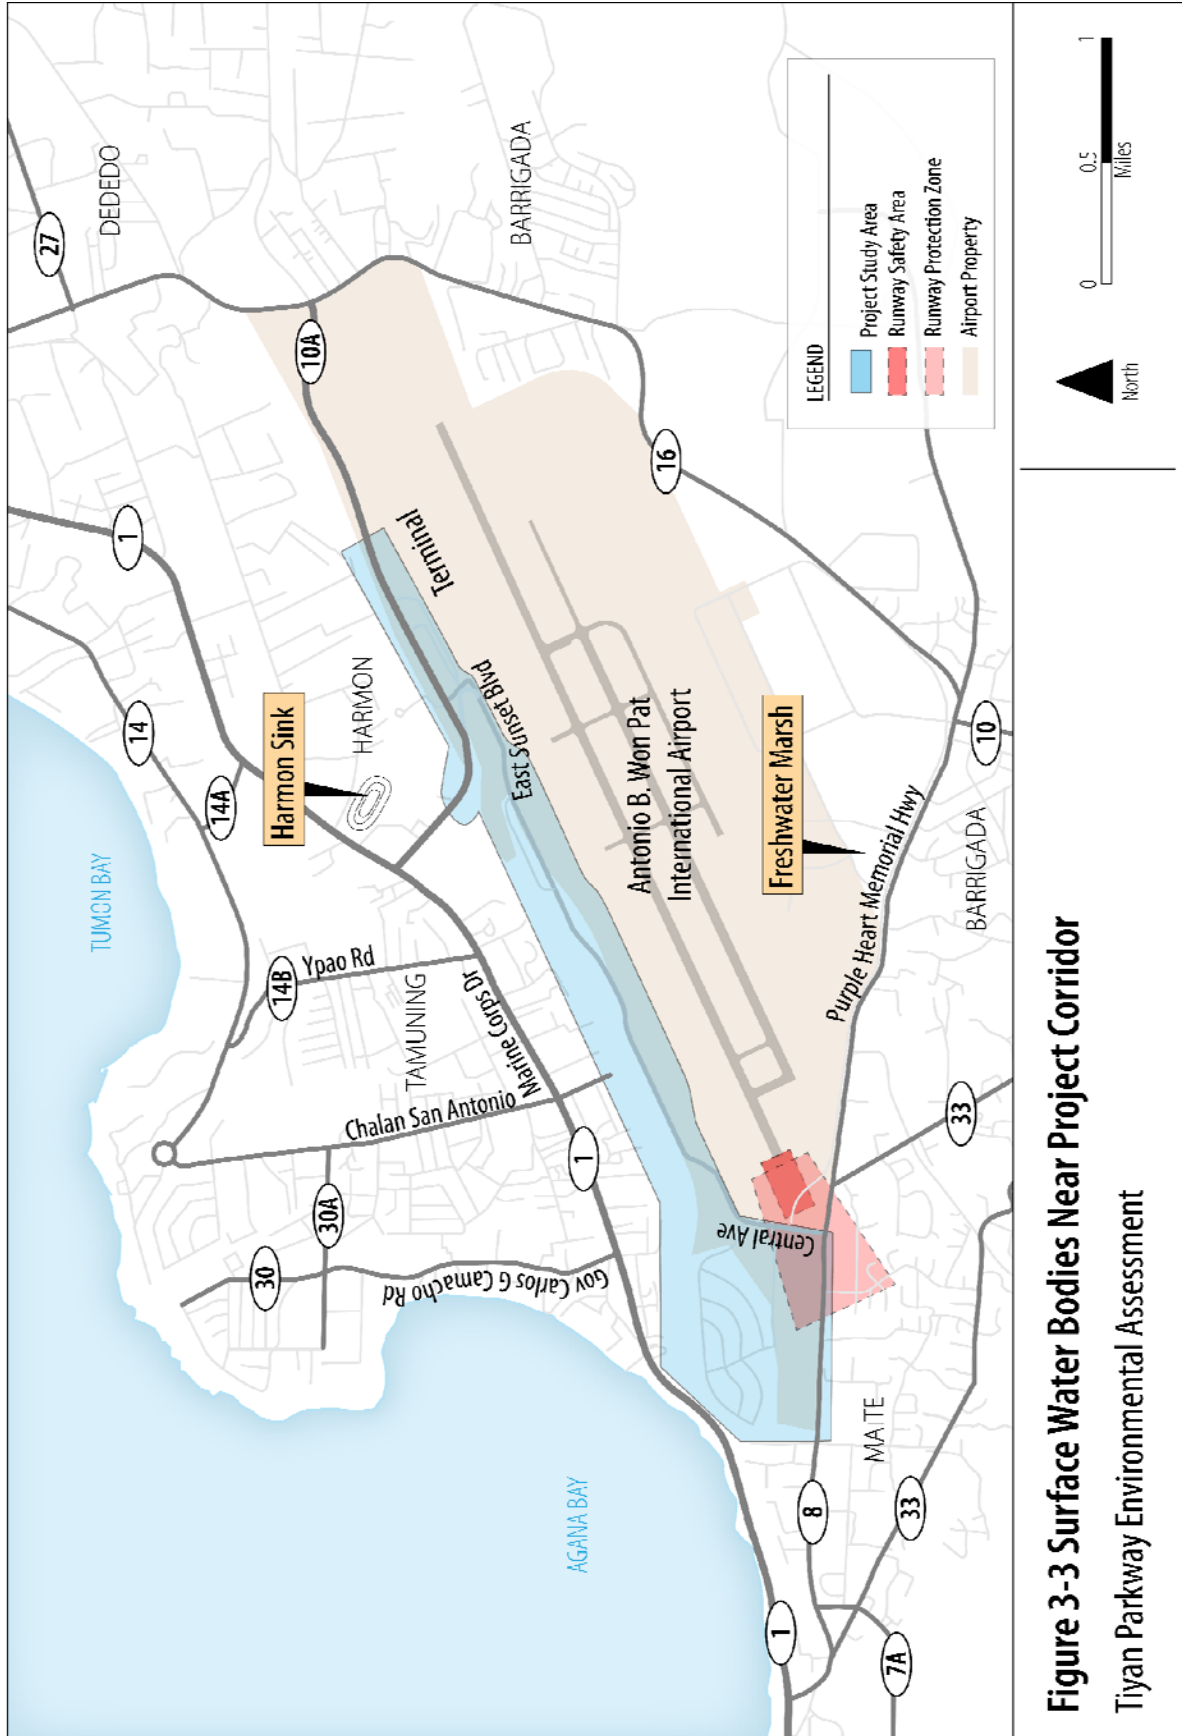 TUMON BAY
AGANA BAY
DEDEDO
BARRIGADA
HARMON
TAMUNING
MAITE
BARRIGADA
27
1
14
14A
14B
10A
16
10
30A
30
1
33
8
33
1
7A
Harmon Sink
Freshwater Marsh
Ypao Rd
Marine Corps Dr
Chalan San Antonio
Gov Carlos G Camacho Rd
East Sunset Blvd
Terminal
Antonio B. Won Pat
International Airport
Central Ave
Purple Heart Memorial Hwy
LEGEND
Project Study Area
Runway Safety Area
Runway Protection Zone
Airport Property
Figure 3-3 Surface Water Bodies Near Project Corridor
Tiyan Parkway Environmental Assessment
North
0 0.5 1
Miles